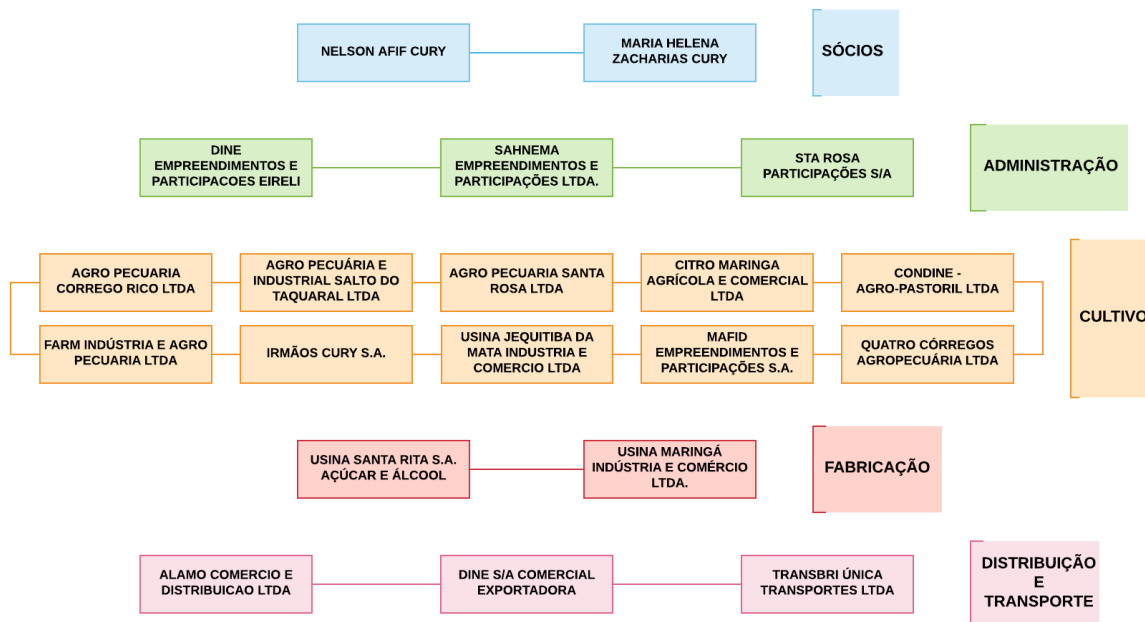 NELSON AFIF CURY
MARIA HELENA
ZACHARIAS CURY
SÓCIOS
DINE
EMPREENDIMENTOS E
PARTICIPACOES EIRELI
SAHNEMA
EMPREENDIMENTOS E
PARTICIPAÇÕES LTDA.
STA ROSA
PARTICIPAÇÕES S/A
ADMINISTRAÇÃO
AGRO PECUARIA
CORREGO RICO LTDA
AGRO PECUÁRIA E
INDUSTRIAL SALTO DO
TAQUARAL LTDA
AGRO PECUARIA SANTA
ROSA LTDA
CITRO MARINGA
AGRÍCOLA E COMERCIAL
LTDA
CONDINE -
AGRO-PASTORIL LTDA
CULTIVO
FARM INDÚSTRIA E AGRO
PECUARIA LTDA
IRMÃOS CURY S.A.
USINA JEQUITIBA DA
MATA INDUSTRIA E
COMERCIO LTDA
MAFID
EMPREENDIMENTOS E
PARTICIPAÇÕES S.A.
QUATRO CÓRREGOS
AGROPECUÁRIA LTDA
USINA SANTA RITA S.A.
AÇÚCAR E ÁLCOOL
USINA MARINGÁ
INDÚSTRIA E COMÉRCIO
LTDA.
FABRICAÇÃO
ALAMO COMERCIO E
DISTRIBUICAO LTDA
DINE S/A COMERCIAL
EXPORTADORA
TRANSBRI ÚNICA
TRANSPORTES LTDA
DISTRIBUIÇÃO
E
TRANSPORTE